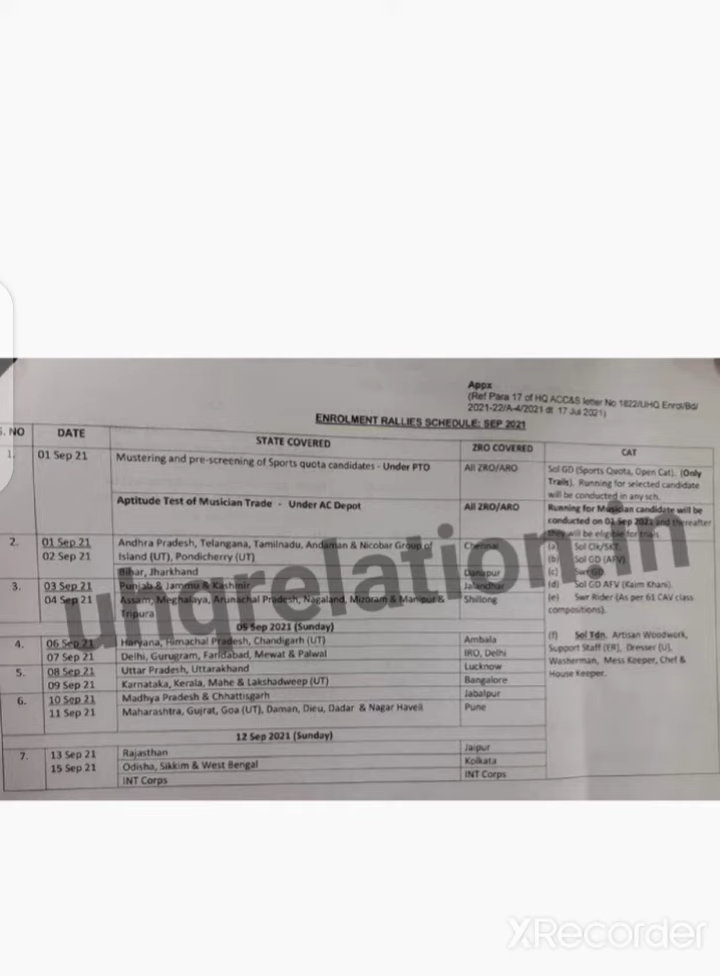 Appx
(Ref Para 17 of HQ ACC&S letter No 1822/UHQ Enrol/Bd/
2021-22/A-4/2021 dt 17 Jul 2021)
ENROLMENT RALLIES SCHEDULE: SEP 2021
S. NO DATE STATE COVERED ZRO COVERED CAT
1. 01 Sep 21 Mustering and pre-screening of Sports quota candidates - Under PTO All ZRO/ARO Sol GD (Sports Quota, Open Cat). (Only
Trails). Running for selected candidate
will be conducted in any sch.
Aptitude Test of Musician Trade - Under AC Depot All ZRO/ARO Running for Musician candidate will be
conducted on 01 Sep 2021 and thereafter
they will be eligible for trials.
2. 01 Sep 21 Andhra Pradesh, Telangana, Tamilnadu, Andaman & Nicobar Group of Chennai (a) Sol Clk/SKT.
02 Sep 21 Island (UT), Pondicherry (UT) (b) Sol GD (AFV)
Bihar, Jharkhand Danapur (c) Swr GD
3. 03 Sep 21 Punjab & Jammu & Kashmir Jalandhar (d) Sol GD AFV (Kaim Khani).
04 Sep 21 Assam, Meghalaya, Arunachal Pradesh, Nagaland, Mizoram & Manipur & Shillong (e) Swr Rider (As per 61 CAV class
Tripura compositions).
05 Sep 2021 (Sunday)
4. 06 Sep 21 Haryana, Himachal Pradesh, Chandigarh (UT) Ambala (f) Sol Tdn. Artisan Woodwork,
07 Sep 21 Delhi, Gurugram, Faridabad, Mewat & Palwal IRO, Delhi Support Staff (ER), Dresser (U),
5. 08 Sep 21 Uttar Pradesh, Uttarakhand Lucknow Washerman, Mess Keeper, Chef &
09 Sep 21 Karnataka, Kerala, Mahe & Lakshadweep (UT) Bangalore House Keeper.
6. 10 Sep 21 Madhya Pradesh & Chhattisgarh Jabalpur
11 Sep 21 Maharashtra, Gujrat, Goa (UT), Daman, Dieu, Dadar & Nagar Haveli Pune
12 Sep 2021 (Sunday)
7. 13 Sep 21 Rajasthan Jaipur
15 Sep 21 Odisha, Sikkim & West Bengal Kolkata
INT Corps INT Corps
uhqrelation.in
XRecorder